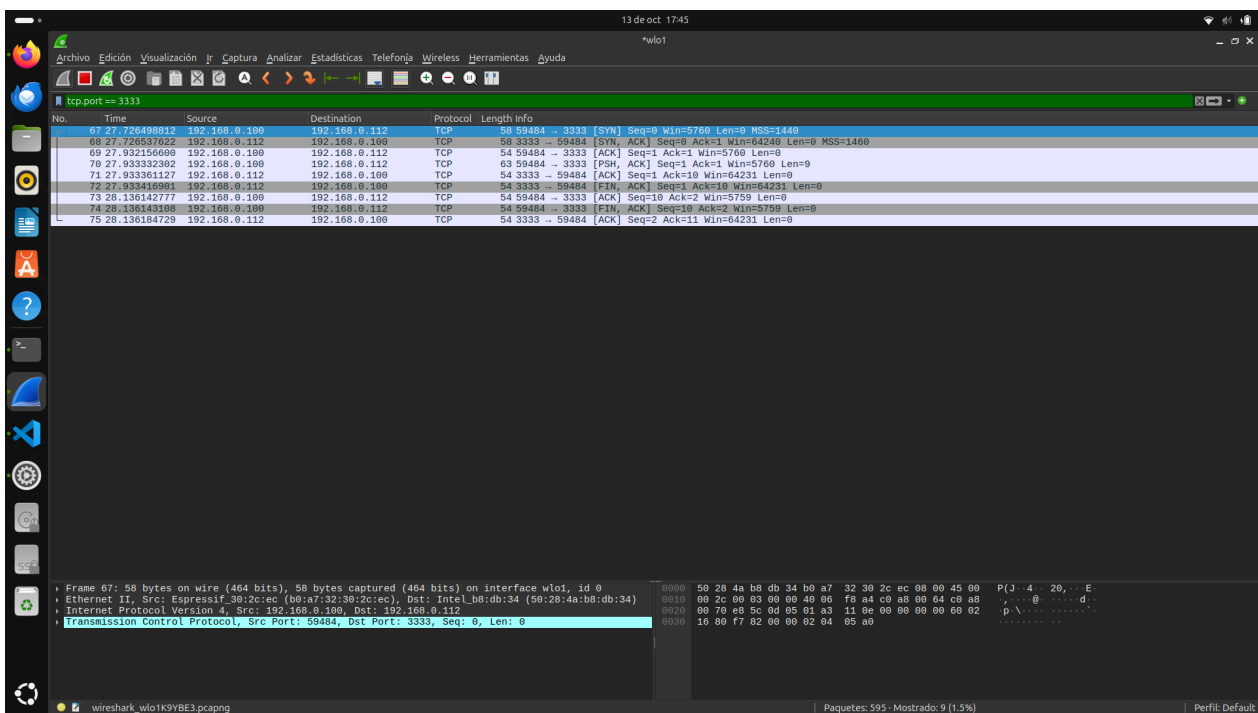 13 de oct 17:45
*wlo1
Archivo Edición Visualización Ir Captura Analizar Estadísticas Telefonía Wireless Herramientas Ayuda
tcp.port == 3333
No. Time Source Destination Protocol Length Info
67 27.726498812 192.168.0.100 192.168.0.112 TCP 58 59484 → 3333 [SYN] Seq=0 Win=5760 Len=0 MSS=1440
68 27.726537622 192.168.0.112 192.168.0.100 TCP 58 3333 → 59484 [SYN, ACK] Seq=0 Ack=1 Win=64240 Len=0 MSS=1460
69 27.932156600 192.168.0.100 192.168.0.112 TCP 54 59484 → 3333 [ACK] Seq=1 Ack=1 Win=5760 Len=0
70 27.933332302 192.168.0.100 192.168.0.112 TCP 63 59484 → 3333 [PSH, ACK] Seq=1 Ack=1 Win=5760 Len=9
71 27.933361127 192.168.0.112 192.168.0.100 TCP 54 3333 → 59484 [ACK] Seq=1 Ack=10 Win=64231 Len=0
72 27.933416901 192.168.0.112 192.168.0.100 TCP 54 3333 → 59484 [FIN, ACK] Seq=1 Ack=10 Win=64231 Len=0
73 28.136142777 192.168.0.100 192.168.0.112 TCP 54 59484 → 3333 [ACK] Seq=10 Ack=2 Win=5759 Len=0
74 28.136143108 192.168.0.100 192.168.0.112 TCP 54 59484 → 3333 [FIN, ACK] Seq=10 Ack=2 Win=5759 Len=0
75 28.136184729 192.168.0.112 192.168.0.100 TCP 54 3333 → 59484 [ACK] Seq=2 Ack=11 Win=64231 Len=0
Frame 67: 58 bytes on wire (464 bits), 58 bytes captured (464 bits) on interface wlo1, id 0
Ethernet II, Src: Espressif_30:2c:ec (b0:a7:32:30:2c:ec), Dst: Intel_b8:db:34 (50:28:4a:b8:db:34)
Internet Protocol Version 4, Src: 192.168.0.100, Dst: 192.168.0.112
Transmission Control Protocol, Src Port: 59484, Dst Port: 3333, Seq: 0, Len: 0
0000 50 28 4a b8 db 34 b0 a7 32 30 2c ec 08 00 45 00 P(J··4·· 20,···E·
0010 00 2c 00 03 00 00 40 06 f8 a4 c0 a8 00 64 c0 a8 ·,····@· ·····d··
0020 00 70 e8 5c 0d 05 01 a3 11 0e 00 00 00 00 60 02 ·p·\···· ······`·
0030 16 80 f7 82 00 00 02 04 05 a0 ········ ··
wireshark_wlo1K9YBE3.pcapng
Paquetes: 595 · Mostrado: 9 (1.5%)
Perfil: Default